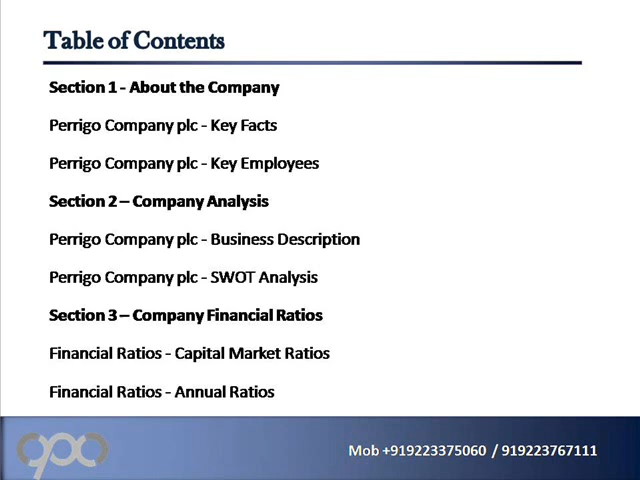 Table of Contents
Section 1 - About the Company
Perrigo Company plc - Key Facts
Perrigo Company plc - Key Employees
Section 2 – Company Analysis
Perrigo Company plc - Business Description
Perrigo Company plc - SWOT Analysis
Section 3 – Company Financial Ratios
Financial Ratios - Capital Market Ratios
Financial Ratios - Annual Ratios
Mob +919223375060 / 919223767111